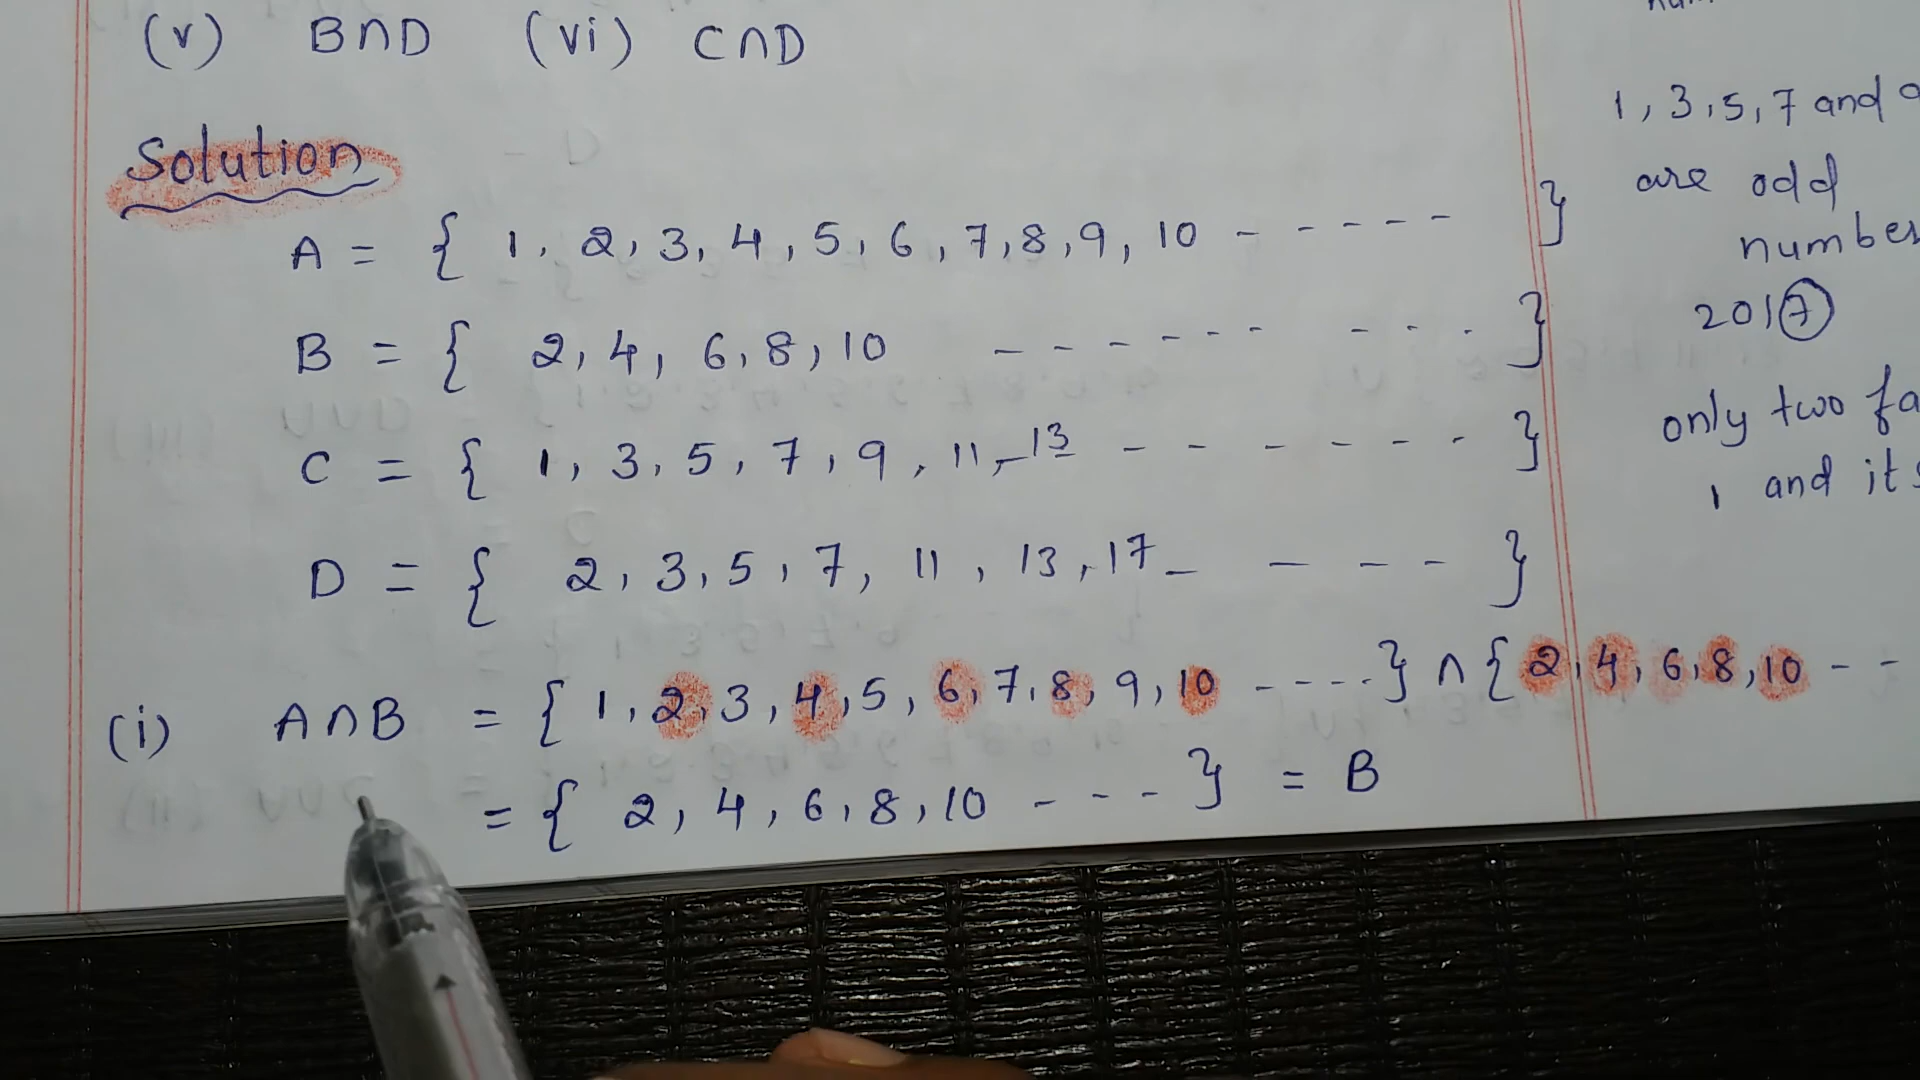 (v) B∩D (vi) C∩D
Solution
A = { 1, 2, 3, 4, 5, 6, 7, 8, 9, 10 - - - - - }
B = { 2, 4, 6, 8, 10 - - - - - - - - - }
C = { 1, 3, 5, 7, 9, 11, 13 - - - - - - - }
D = { 2, 3, 5, 7, 11, 13, 17 - - - - }
(i) A∩B = { 1, 2, 3, 4, 5, 6, 7, 8, 9, 10 - - - - } ∩ { 2, 4, 6, 8, 10 - -
= { 2, 4, 6, 8, 10 - - - } = B
1, 3, 5, 7 and
are odd
number
2017
only two
1 and its